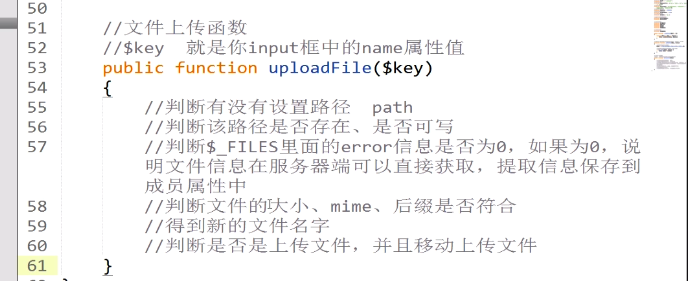 50
51 //文件上传函数
52 //$key 就是你input框中的name属性值
53 public function uploadFile($key)
54 {
55 //判断有没有设置路径 path
56 //判断该路径是否存在、是否可写
57 //判断$_FILES里面的error信息是否为0,如果为0,说
明文件信息在服务器端可以直接获取,提取信息保存到
成员属性中
58 //判断文件的大小、mime、后缀是否符合
59 //得到新的文件名字
60 //判断是否是上传文件,并且移动上传文件
61 }